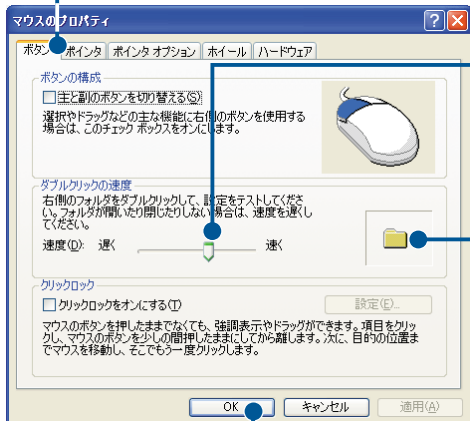 マウスのプロパティ
ボタン ポインタ ポインタ オプション ホイール ハードウェア
ボタンの構成
主と副のボタンを切り替える(S)
選択やドラッグなどの主な機能に右側のボタンを使用する
場合は、このチェック ボックスをオンにします。
ダブルクリックの速度
右側のフォルダをダブルクリックして、設定をテストしてくださ
い。フォルダが開いたり閉じたりしない場合は、速度を遅くし
てください。
速度(D): 遅く 速く
クリックロック
クリックロックをオンにする(T) 設定(E)...
マウスのボタンを押したままでなくても、強調表示やドラッグができます。項目をクリッ
クし、マウスのボタンを少しの間押したままにしてから離します。次に、目的の位置ま
でマウスを移動し、そこでもう一度クリックします。
OK キャンセル 適用(A)